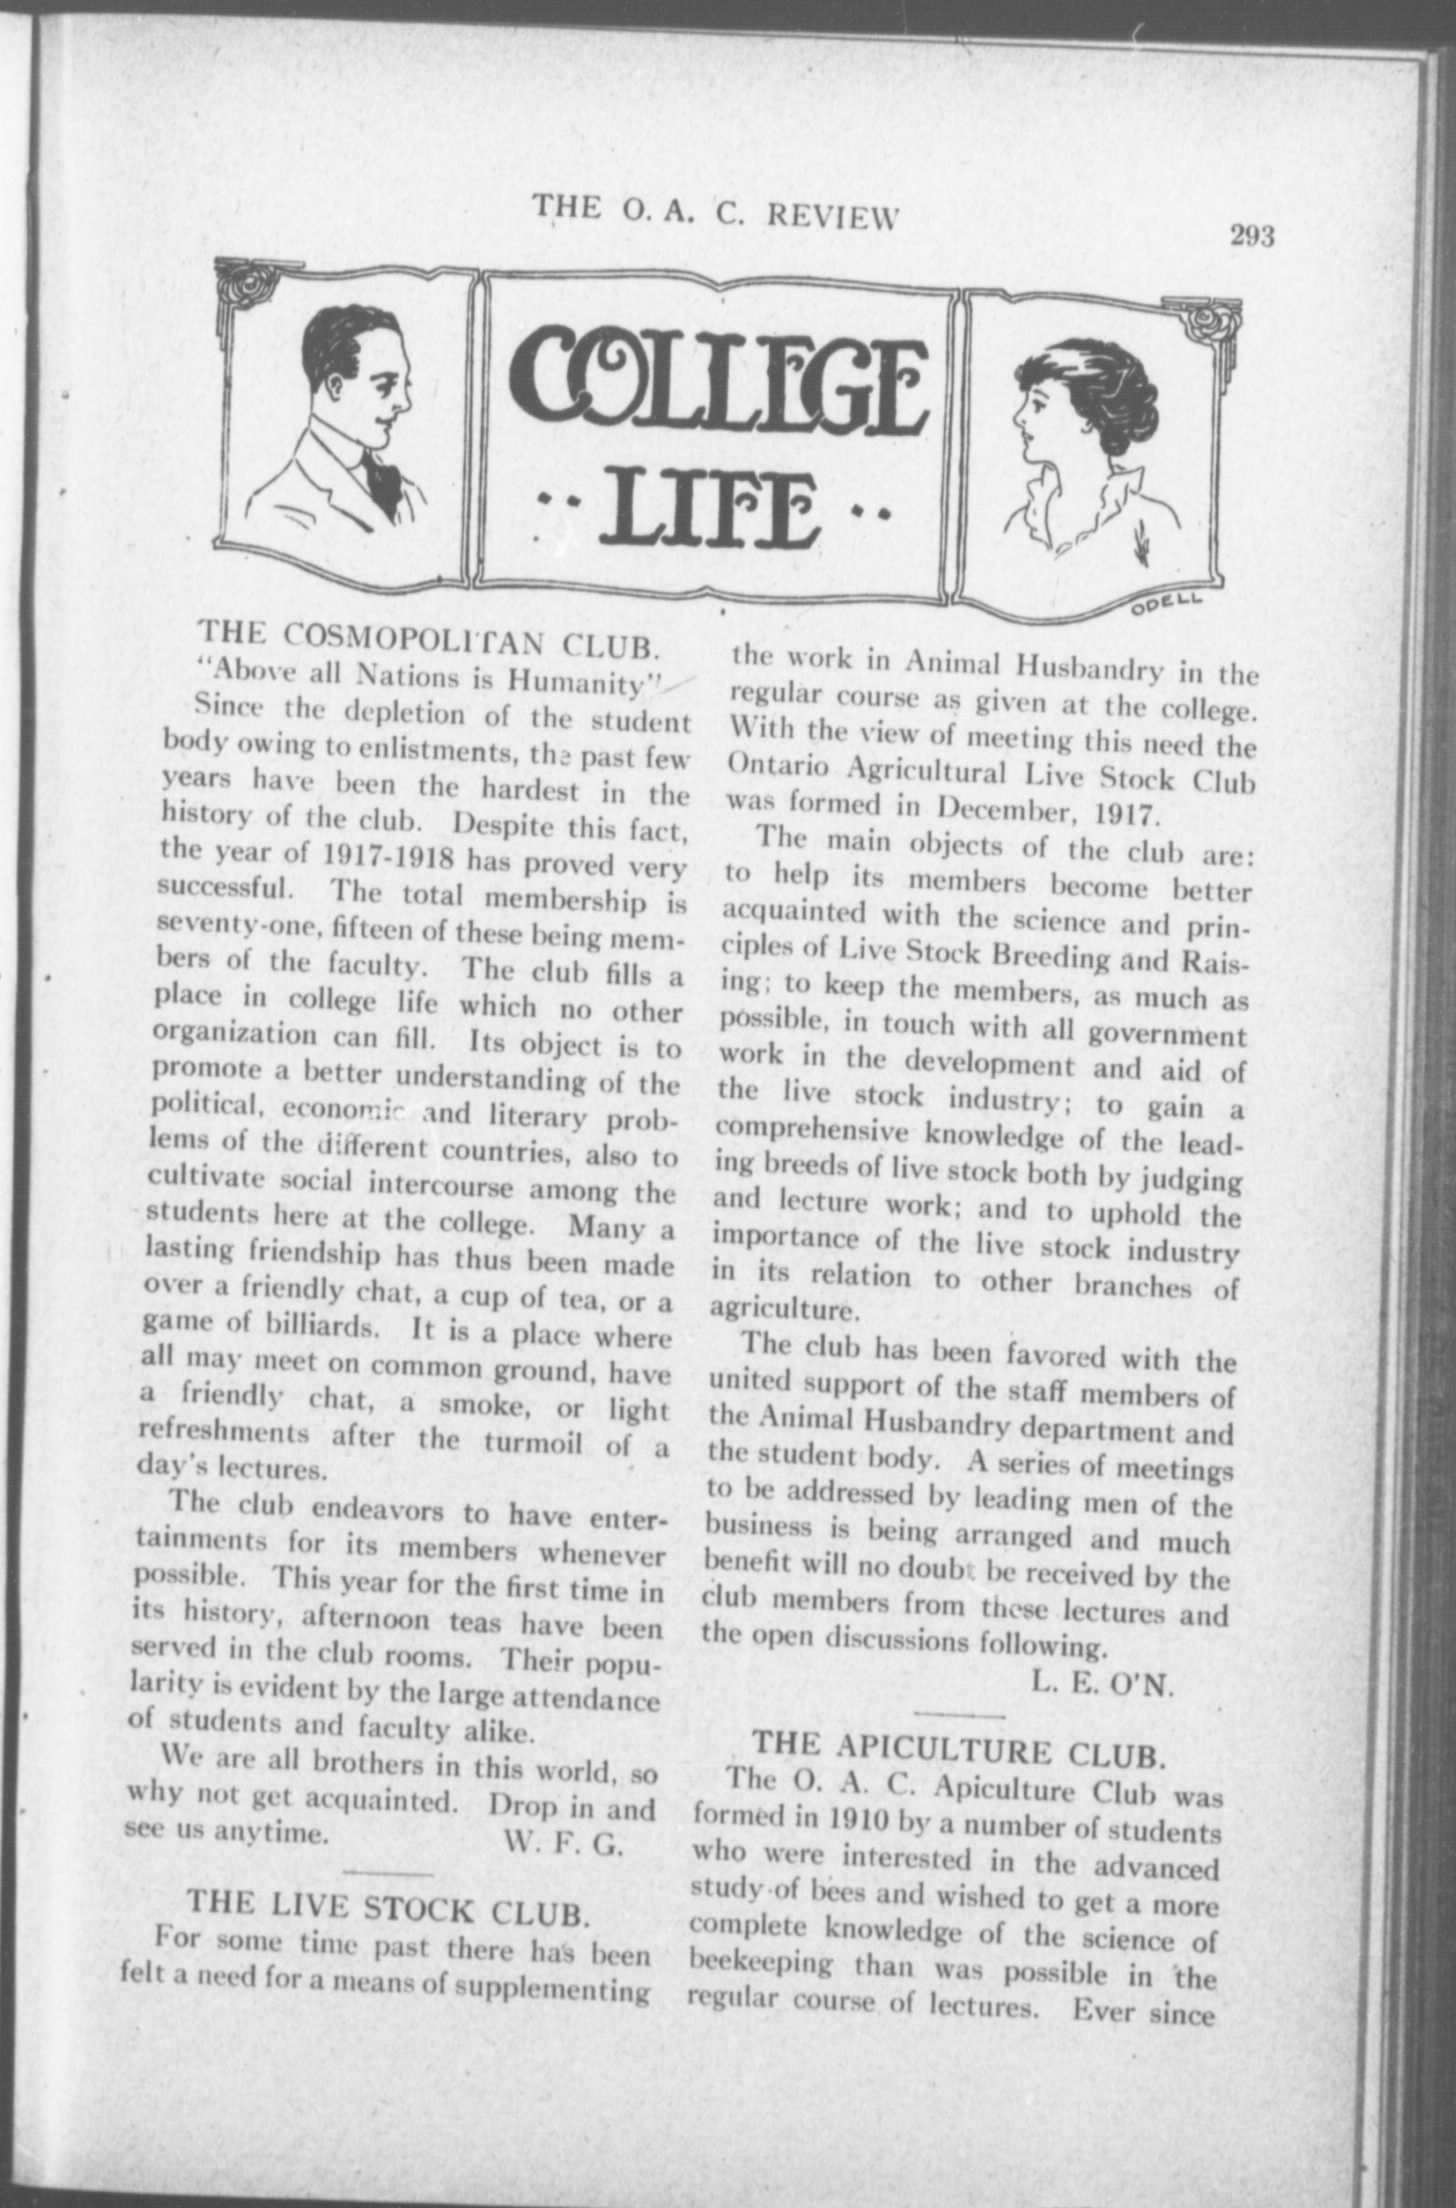 THE O. A. C. REVIEW
293
COLLEGE
LIFE
ODELL
THE COSMOPOLITAN CLUB.
"Above all Nations is Humanity"
Since the depletion of the student
body owing to enlistments, the past few
years have been the hardest in the
history of the club. Despite this fact,
the year of 1917-1918 has proved very
successful. The total membership is
seventy-one, fifteen of these being mem-
bers of the faculty. The club fills a
place in college life which no other
organization can fill. Its object is to
promote a better understanding of the
political, economic and literary prob-
lems of the different countries, also to
cultivate social intercourse among the
students here at the college. Many a
lasting friendship has thus been made
over a friendly chat, a cup of tea, or a
game of billiards. It is a place where
all may meet on common ground, have
a friendly chat, a smoke, or light
refreshments after the turmoil of a
day's lectures.
The club endeavors to have enter-
tainments for its members whenever
possible. This year for the first time in
its history, afternoon teas have been
served in the club rooms. Their popu-
larity is evident by the large attendance
of students and faculty alike.
We are all brothers in this world, so
why not get acquainted. Drop in and
see us anytime. W. F. G.
THE LIVE STOCK CLUB.
For some time past there has been
felt a need for a means of supplementing
the work in Animal Husbandry in the
regular course as given at the college.
With the view of meeting this need the
Ontario Agricultural Live Stock Club
was formed in December, 1917.
The main objects of the club are:
to help its members become better
acquainted with the science and prin-
ciples of Live Stock Breeding and Rais-
ing; to keep the members, as much as
possible, in touch with all government
work in the development and aid of
the live stock industry; to gain a
comprehensive knowledge of the lead-
ing breeds of live stock both by judging
and lecture work; and to uphold the
importance of the live stock industry
in its relation to other branches of
agriculture.
The club has been favored with the
united support of the staff members of
the Animal Husbandry department and
the student body. A series of meetings
to be addressed by leading men of the
business is being arranged and much
benefit will no doubt be received by the
club members from these lectures and
the open discussions following.
L. E. O'N.
THE APICULTURE CLUB.
The O. A. C. Apiculture Club was
formed in 1910 by a number of students
who were interested in the advanced
study of bees and wished to get a more
complete knowledge of the science of
beekeeping than was possible in the
regular course of lectures. Ever since